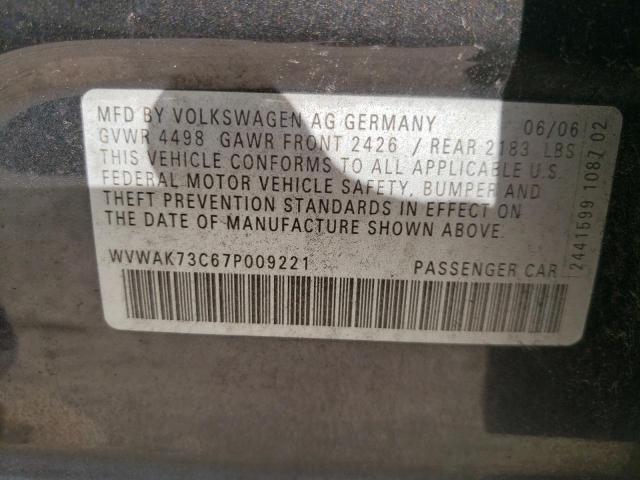 MFD BY VOLKSWAGEN AG GERMANY 06/06
GVWR 4498 GAWR FRONT 2426 / REAR 2183 LBS
THIS VEHICLE CONFORMS TO ALL APPLICABLE U.S.
FEDERAL MOTOR VEHICLE SAFETY, BUMPER AND
THEFT PREVENTION STANDARDS IN EFFECT ON
THE DATE OF MANUFACTURE SHOWN ABOVE.
WVWAK73C67P009221 PASSENGER CAR
2441599 1087 02